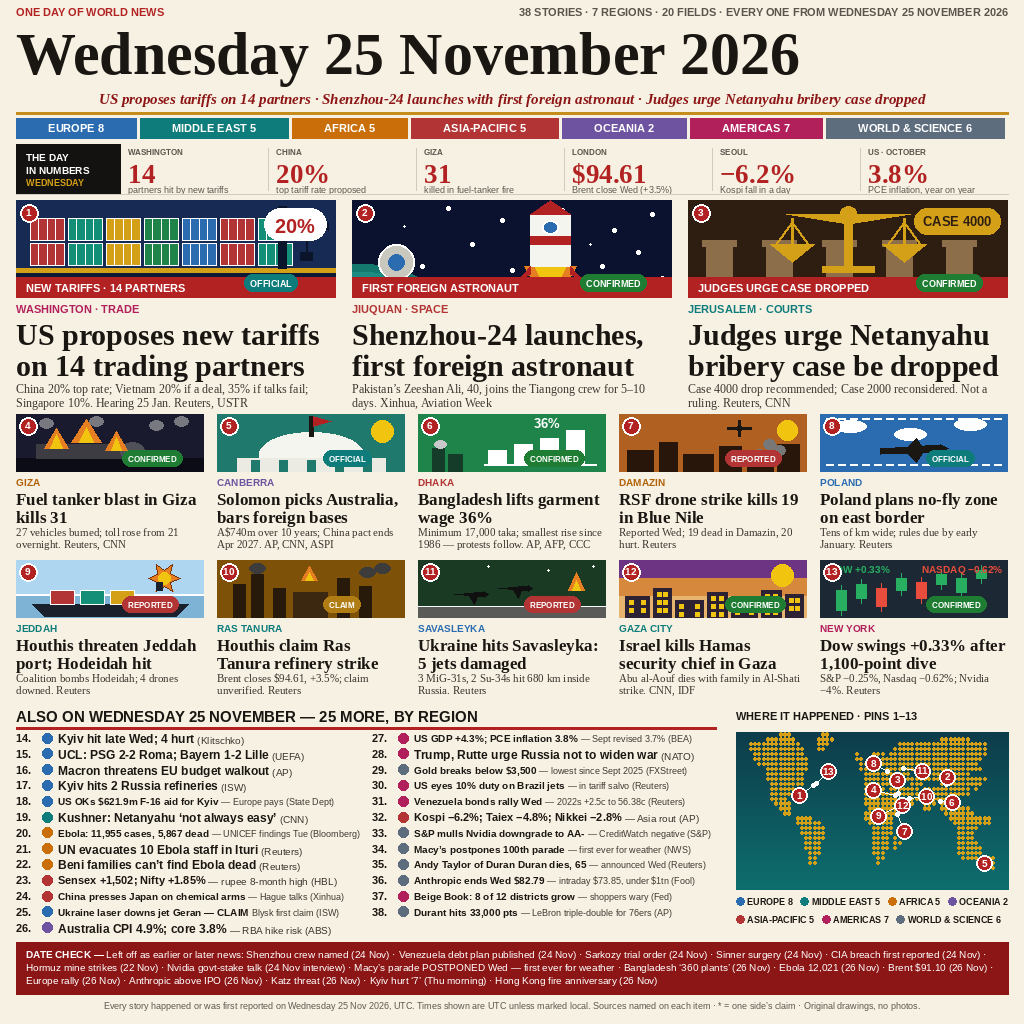 ONE DAY OF WORLD NEWS
38 STORIES · 7 REGIONS · 20 FIELDS · EVERY ONE FROM WEDNESDAY 25 NOVEMBER 2026
Wednesday 25 November 2026
US proposes tariffs on 14 partners · Shenzhou-24 launches with first foreign astronaut · Judges urge Netanyahu bribery case dropped
EUROPE 8
MIDDLE EAST 5
AFRICA 5
ASIA-PACIFIC 5
OCEANIA 2
AMERICAS 7
WORLD & SCIENCE 6
THE DAY
IN NUMBERS
WEDNESDAY
WASHINGTON
14
partners hit by new tariffs
CHINA
20%
top tariff rate proposed
GIZA
31
killed in fuel-tanker fire
LONDON
$94.61
Brent close Wed (+3.5%)
SEOUL
−6.2%
Kospi fall in a day
US · OCTOBER
3.8%
PCE inflation, year on year
1
20%
OFFICIAL
NEW TARIFFS · 14 PARTNERS
WASHINGTON · TRADE
US proposes new tariffs
on 14 trading partners
China 20% top rate; Vietnam 20% if a deal, 35% if talks fail;
Singapore 10%. Hearing 25 Jan. Reuters, USTR
2
CONFIRMED
FIRST FOREIGN ASTRONAUT
JIUQUAN · SPACE
Shenzhou-24 launches,
first foreign astronaut
Pakistan's Zeeshan Ali, 40, joins the Tiangong crew for 5–10
days. Xinhua, Aviation Week
3
CASE 4000
CONFIRMED
JUDGES URGE CASE DROPPED
JERUSALEM · COURTS
Judges urge Netanyahu
bribery case be dropped
Case 4000 drop recommended; Case 2000 reconsidered. Not a
ruling. Reuters, CNN
4
CONFIRMED
GIZA
Fuel tanker blast in Giza
kills 31
27 vehicles burned; toll rose from 21
overnight. Reuters, CNN
5
OFFICIAL
CANBERRA
Solomon picks Australia,
bars foreign bases
A$740m over 10 years; China pact ends
Apr 2027. AP, CNN, ASPI
6
36%
CONFIRMED
DHAKA
Bangladesh lifts garment
wage 36%
Minimum 17,000 taka; smallest rise since
1986 — protests follow. AP, AFP, CCC
7
REPORTED
DAMAZIN
RSF drone strike kills 19
in Blue Nile
Reported Wed; 19 dead in Damazin, 20
hurt. Reuters
8
OFFICIAL
POLAND
Poland plans no-fly zone
on east border
Tens of km wide; rules due by early
January. Reuters
9
REPORTED
JEDDAH
Houthis threaten Jeddah
port; Hodeidah hit
Coalition bombs Hodeidah; 4 drones
downed. Reuters
10
CLAIM
RAS TANURA
Houthis claim Ras
Tanura refinery strike
Brent closes $94.61, +3.5%; claim
unverified. Reuters
11
REPORTED
SAVASLEYKA
Ukraine hits Savasleyka:
5 jets damaged
3 MiG-31s, 2 Su-34s hit 680 km inside
Russia. Reuters
12
CONFIRMED
GAZA CITY
Israel kills Hamas
security chief in Gaza
Abu al-Aouf dies with family in Al-Shati
strike. CNN, IDF
13
W +0.33%
NASDAQ −0.62%
CONFIRMED
NEW YORK
Dow swings +0.33% after
1,100-point dive
S&P −0.25%, Nasdaq −0.62%; Nvidia
−4%. Reuters
ALSO ON WEDNESDAY 25 NOVEMBER — 25 MORE, BY REGION
14. Kyiv hit late Wed; 4 hurt (Klitschko)
15. UCL: PSG 2-2 Roma; Bayern 1-2 Lille (UEFA)
16. Macron threatens EU budget walkout (AP)
17. Kyiv hits 2 Russia refineries (ISW)
18. US OKs $621.9m F-16 aid for Kyiv — Europe pays (State Dept)
19. Kushner: Netanyahu ‘not always easy’ (CNN)
20. Ebola: 11,955 cases, 5,867 dead — UNICEF findings Tue (Bloomberg)
21. UN evacuates 10 Ebola staff in Ituri (Reuters)
22. Beni families can’t find Ebola dead (Reuters)
23. Sensex +1,502; Nifty +1.85% — rupee 8-month high (HBL)
24. China presses Japan on chemical arms — Hague talks (Xinhua)
25. Ukraine laser downs jet Geran — CLAIM Blysk first claim (ISW)
26. Australia CPI 4.9%; core 3.8% — RBA hike risk (ABS)
27. US GDP +4.3%; PCE inflation 3.8% — Sept revised 3.7% (BEA)
28. Trump, Rutte urge Russia not to widen war (NATO)
29. Gold breaks below $3,500 — lowest since Sept 2025 (FXStreet)
30. US eyes 10% duty on Brazil jets — in tariff salvo (Reuters)
31. Venezuela bonds rally Wed — 2022s +2.5c to 56.38c (Reuters)
32. Kospi −6.2%; Taiex −4.8%; Nikkei −2.8% — Asia rout (AP)
33. S&P mulls Nvidia downgrade to AA- — CreditWatch negative (S&P)
34. Macy’s postpones 100th parade — first ever for weather (NWS)
35. Andy Taylor of Duran Duran dies, 65 — announced Wed (Reuters)
36. Anthropic ends Wed $82.79 — intraday $73.85, under $1tn (Fool)
37. Beige Book: 8 of 12 districts grow — shoppers wary (Fed)
38. Durant hits 33,000 pts — LeBron triple-double for 76ers (AP)
WHERE IT HAPPENED · PINS 1–13
13
8
11
3
2
1
4
10
12
6
9
7
5
EUROPE 8
MIDDLE EAST 5
AFRICA 5
OCEANIA 2
ASIA-PACIFIC 5
AMERICAS 7
WORLD & SCIENCE 6
DATE CHECK — Left off as earlier or later news: Shenzhou crew named (24 Nov) · Venezuela debt plan published (24 Nov) · Sarkozy trial order (24 Nov) · Sinner surgery (24 Nov) · CIA breach first reported (24 Nov) ·
Hormuz mine strikes (22 Nov) · Nvidia govt-stake talk (24 Nov interview) · Macy’s parade POSTPONED Wed — first ever for weather · Bangladesh ‘360 plants’ (26 Nov) · Ebola 12,021 (26 Nov) · Brent $91.10 (26 Nov) ·
Europe rally (26 Nov) · Anthropic above IPO (26 Nov) · Katz threat (26 Nov) · Kyiv hurt ‘7’ (Thu morning) · Hong Kong fire anniversary (26 Nov)
Every story happened or was first reported on Wednesday 25 Nov 2026, UTC. Times shown are UTC unless marked local. Sources named on each item · * = one side’s claim · Original drawings, no photos.